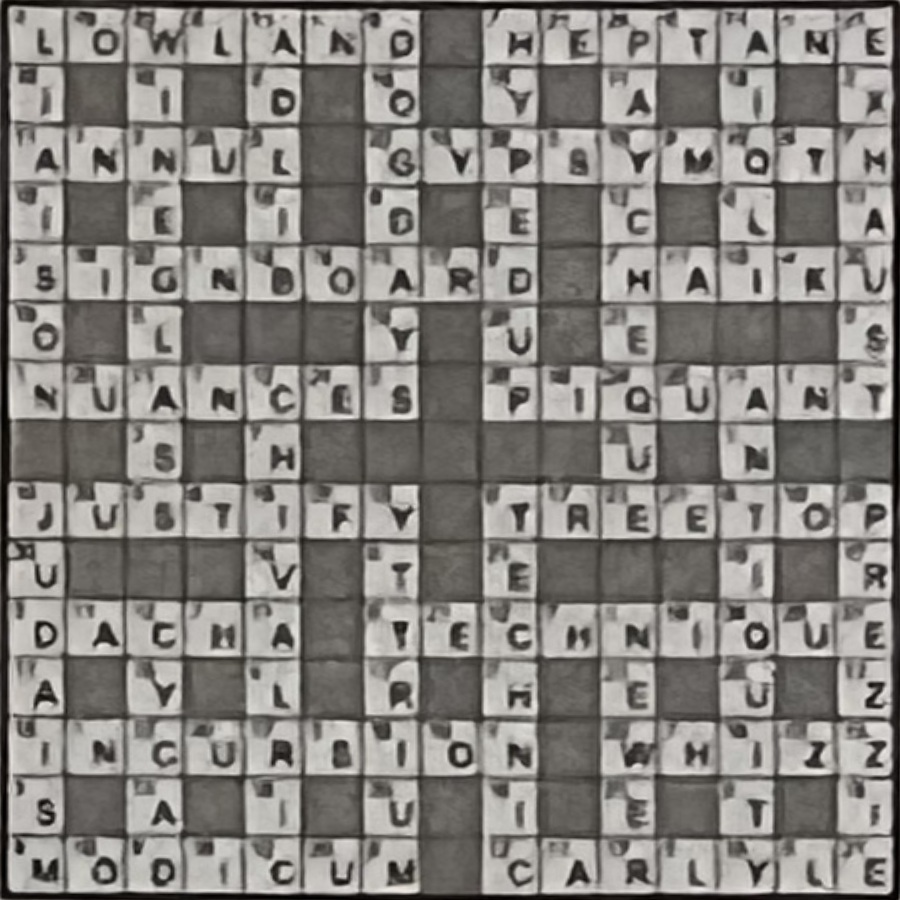 LOWLAND HEPTANE
I I D O Y A I X
ANNUL GYPSYMOTH
I E I D E C L A
SIGNBOARD HAIKU
O L Y U E S
NUANCES PIQUANT
S H U N
JUSTIFY TREETOP
U V T E I R
DACHA TECHNIQUE
A Y L R H E U Z
INCURSION WHIZZ
S A I U I E T I
MODICUM CARLYLE